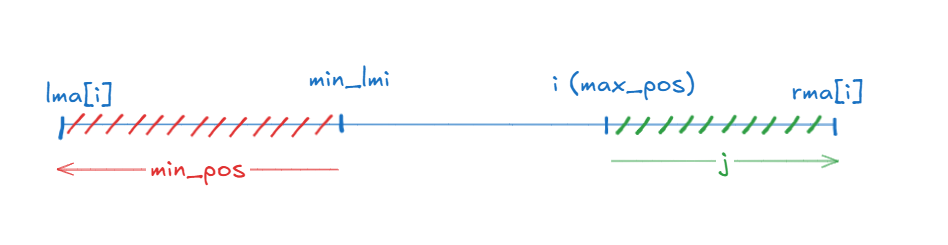 lma[i]
min_lmi
i (max_pos)
rma[i]
min_pos
j